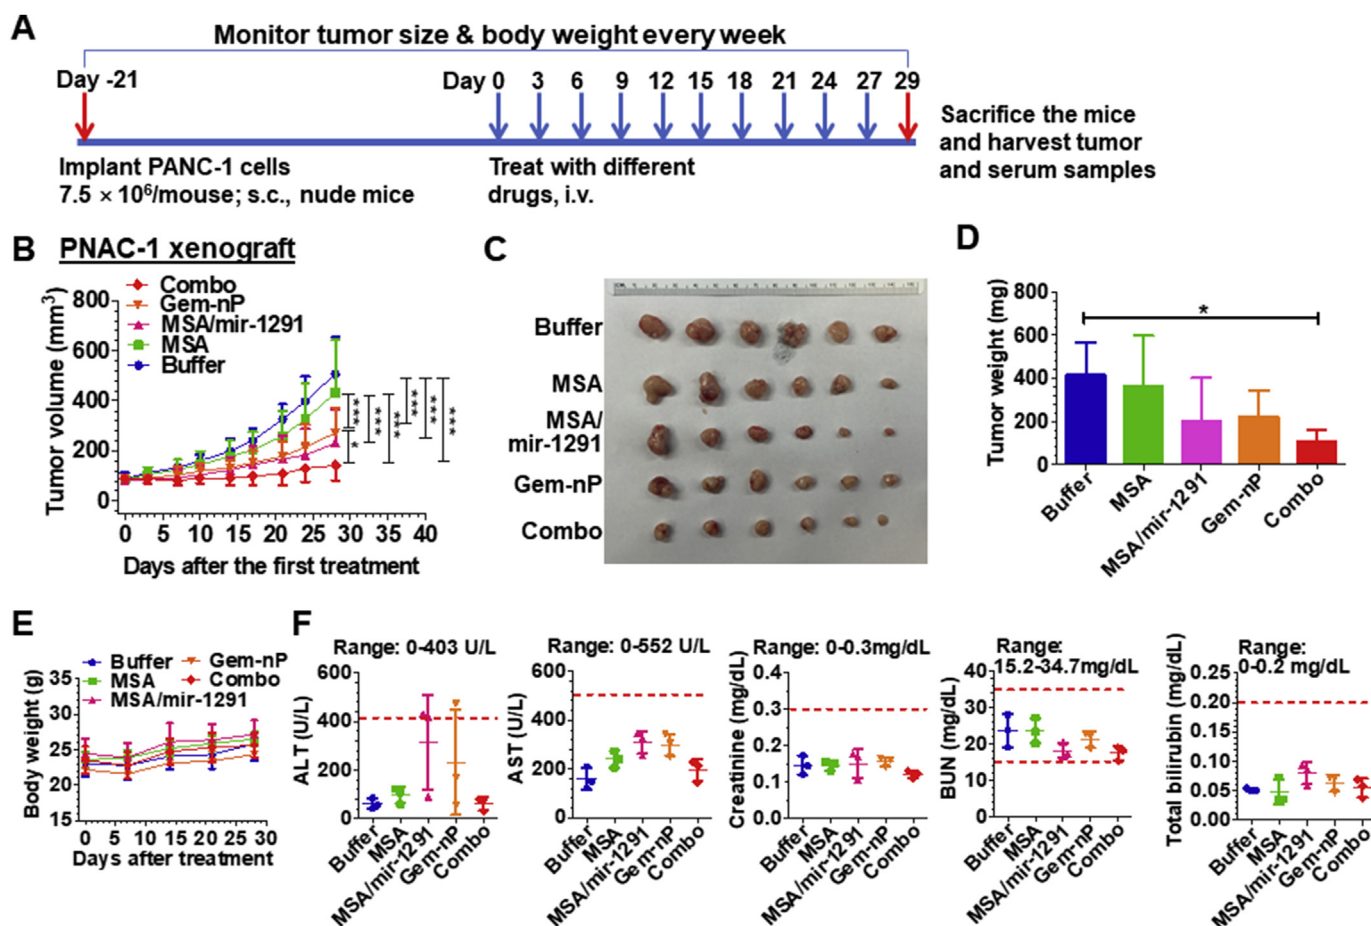 A
Monitor tumor size & body weight every week
Day -21
Day 0 3 6 9 12 15 18 21 24 27 29
Implant PANC-1 cells
7.5 × 10⁶/mouse; s.c., nude mice
Treat with different
drugs, i.v.
Sacrifice the mice
and harvest tumor
and serum samples
B PNAC-1 xenograft
Combo
Gem-nP
MSA/mir-1291
MSA
Buffer
Tumor volume (mm³)
800
600
400
200
0
0 5 10 15 20 25 30 35 40
Days after the first treatment
***
*
***
***
***
***
***
C
Buffer
MSA
MSA/
mir-1291
Gem-nP
Combo
D
Tumor weight (mg)
800
600
400
200
0
*
Buffer
MSA
MSA/mir-1291
Gem-nP
Combo
E
Buffer
MSA
MSA/mir-1291
Gem-nP
Combo
Body weight (g)
35
30
25
20
15
0 5 10 15 20 25 30
Days after treatment
F
Range: 0-403 U/L
ALT (U/L)
600
400
200
0
Buffer
MSA
MSA/mir-1291
Gem-nP
Combo
Range: 0-552 U/L
AST (U/L)
600
400
200
0
Buffer
MSA
MSA/mir-1291
Gem-nP
Combo
Range: 0-0.3mg/dL
Creatinine (mg/dL)
0.4
0.3
0.2
0.1
0.0
Buffer
MSA
MSA/mir-1291
Gem-nP
Combo
Range:
15.2-34.7mg/dL
BUN (mg/dL)
40
30
20
10
0
Buffer
MSA
MSA/mir-1291
Gem-nP
Combo
Range:
0-0.2 mg/dL
Total bilirubin (mg/dL)
0.25
0.20
0.15
0.10
0.05
0.00
Buffer
MSA
MSA/mir-1291
Gem-nP
Combo